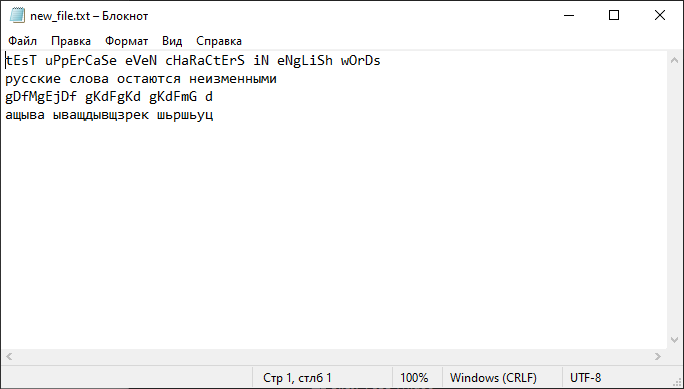 new_file.txt – Блокнот
Файл Правка Формат Вид Справка
tEsT uPpErCaSe eVeN cHaRaCtErS iN eNgLiSh wOrDs
русские слова остаются неизменными
gDfMgEjDf gKdFgKd gKdFmG d
ащыва ыващдывщзрек шьршьуц
Стр 1, стлб 1 100% Windows (CRLF) UTF-8